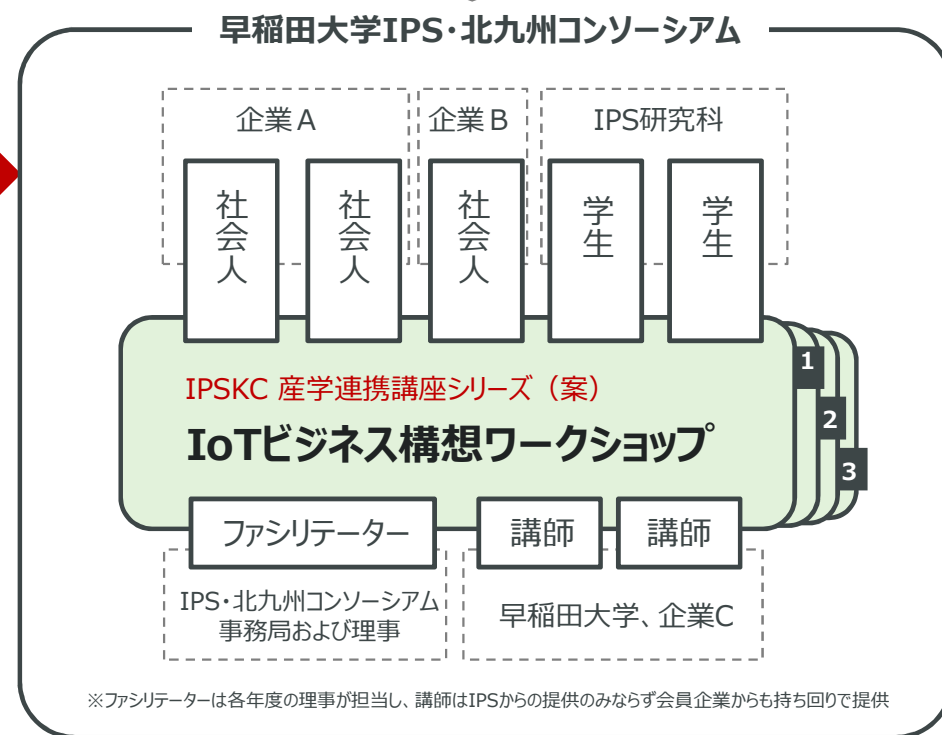 早稲田大学IPS・北九州コンソーシアム
企業A
企業B
IPS研究科
社会人
社会人
社会人
学生
学生
1
2
3
IPSKC 産学連携講座シリーズ（案）
IoTビジネス構想ワークショップ
ファシリテーター
講師
講師
IPS・北九州コンソーシアム
事務局および理事
早稲田大学、企業C
※ファシリテーターは各年度の理事が担当し、講師はIPSからの提供のみならず会員企業からも持ち回りで提供